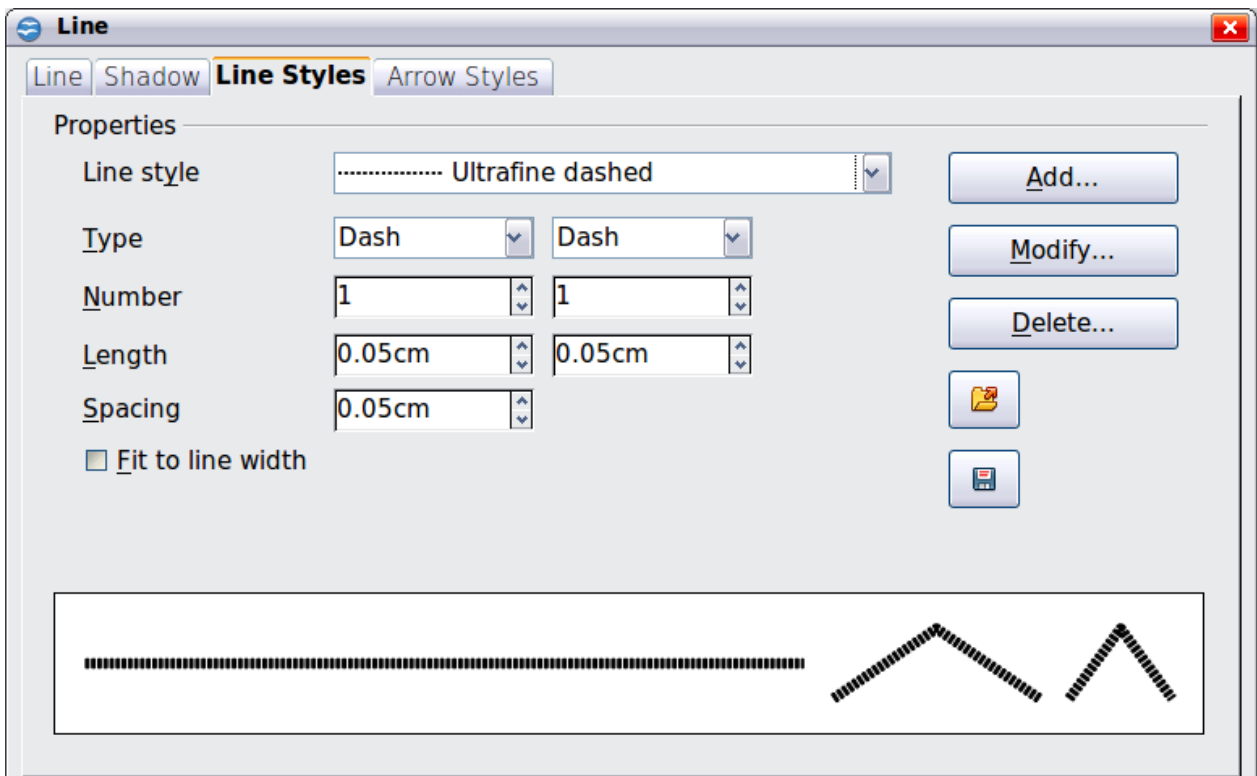 Line
Line Shadow Line Styles Arrow Styles
Properties
Line style Ultrafine dashed Add...
Type Dash Dash
Modify...
Number 1 1
Delete...
Length 0.05cm 0.05cm
Spacing 0.05cm
Fit to line width